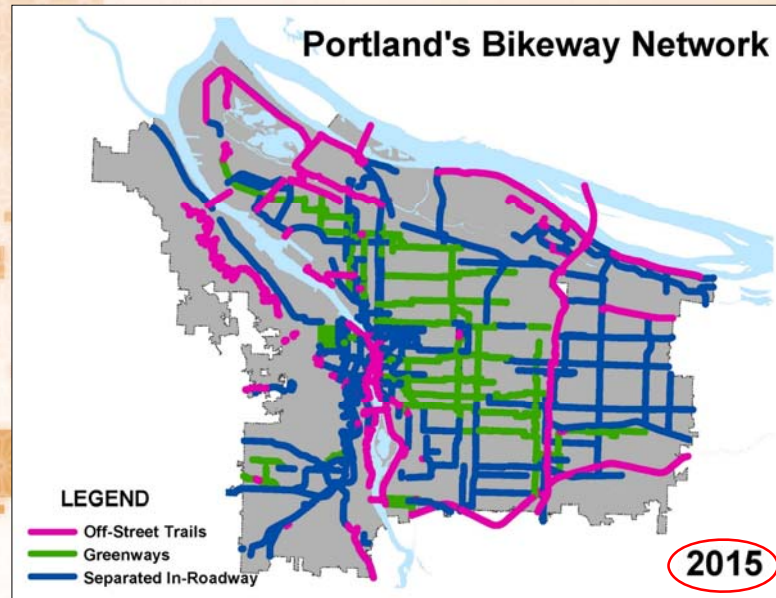 Portland's Bikeway Network
LEGEND
Off-Street Trails
Greenways
Separated In-Roadway
2015